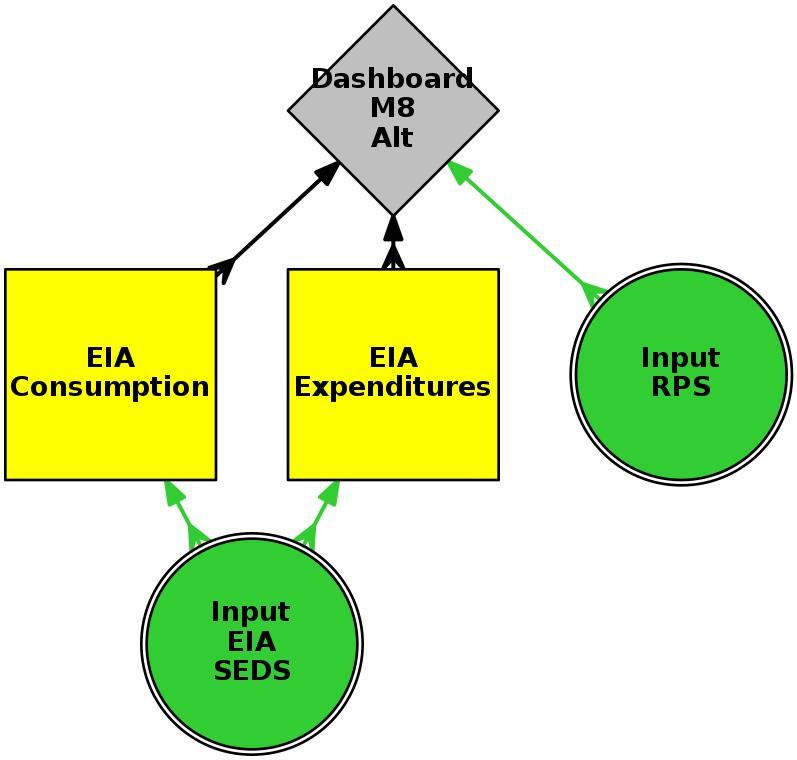 Dashboard
M8
Alt
EIA
Consumption
EIA
Expenditures
Input
RPS
Input
EIA
SEDS